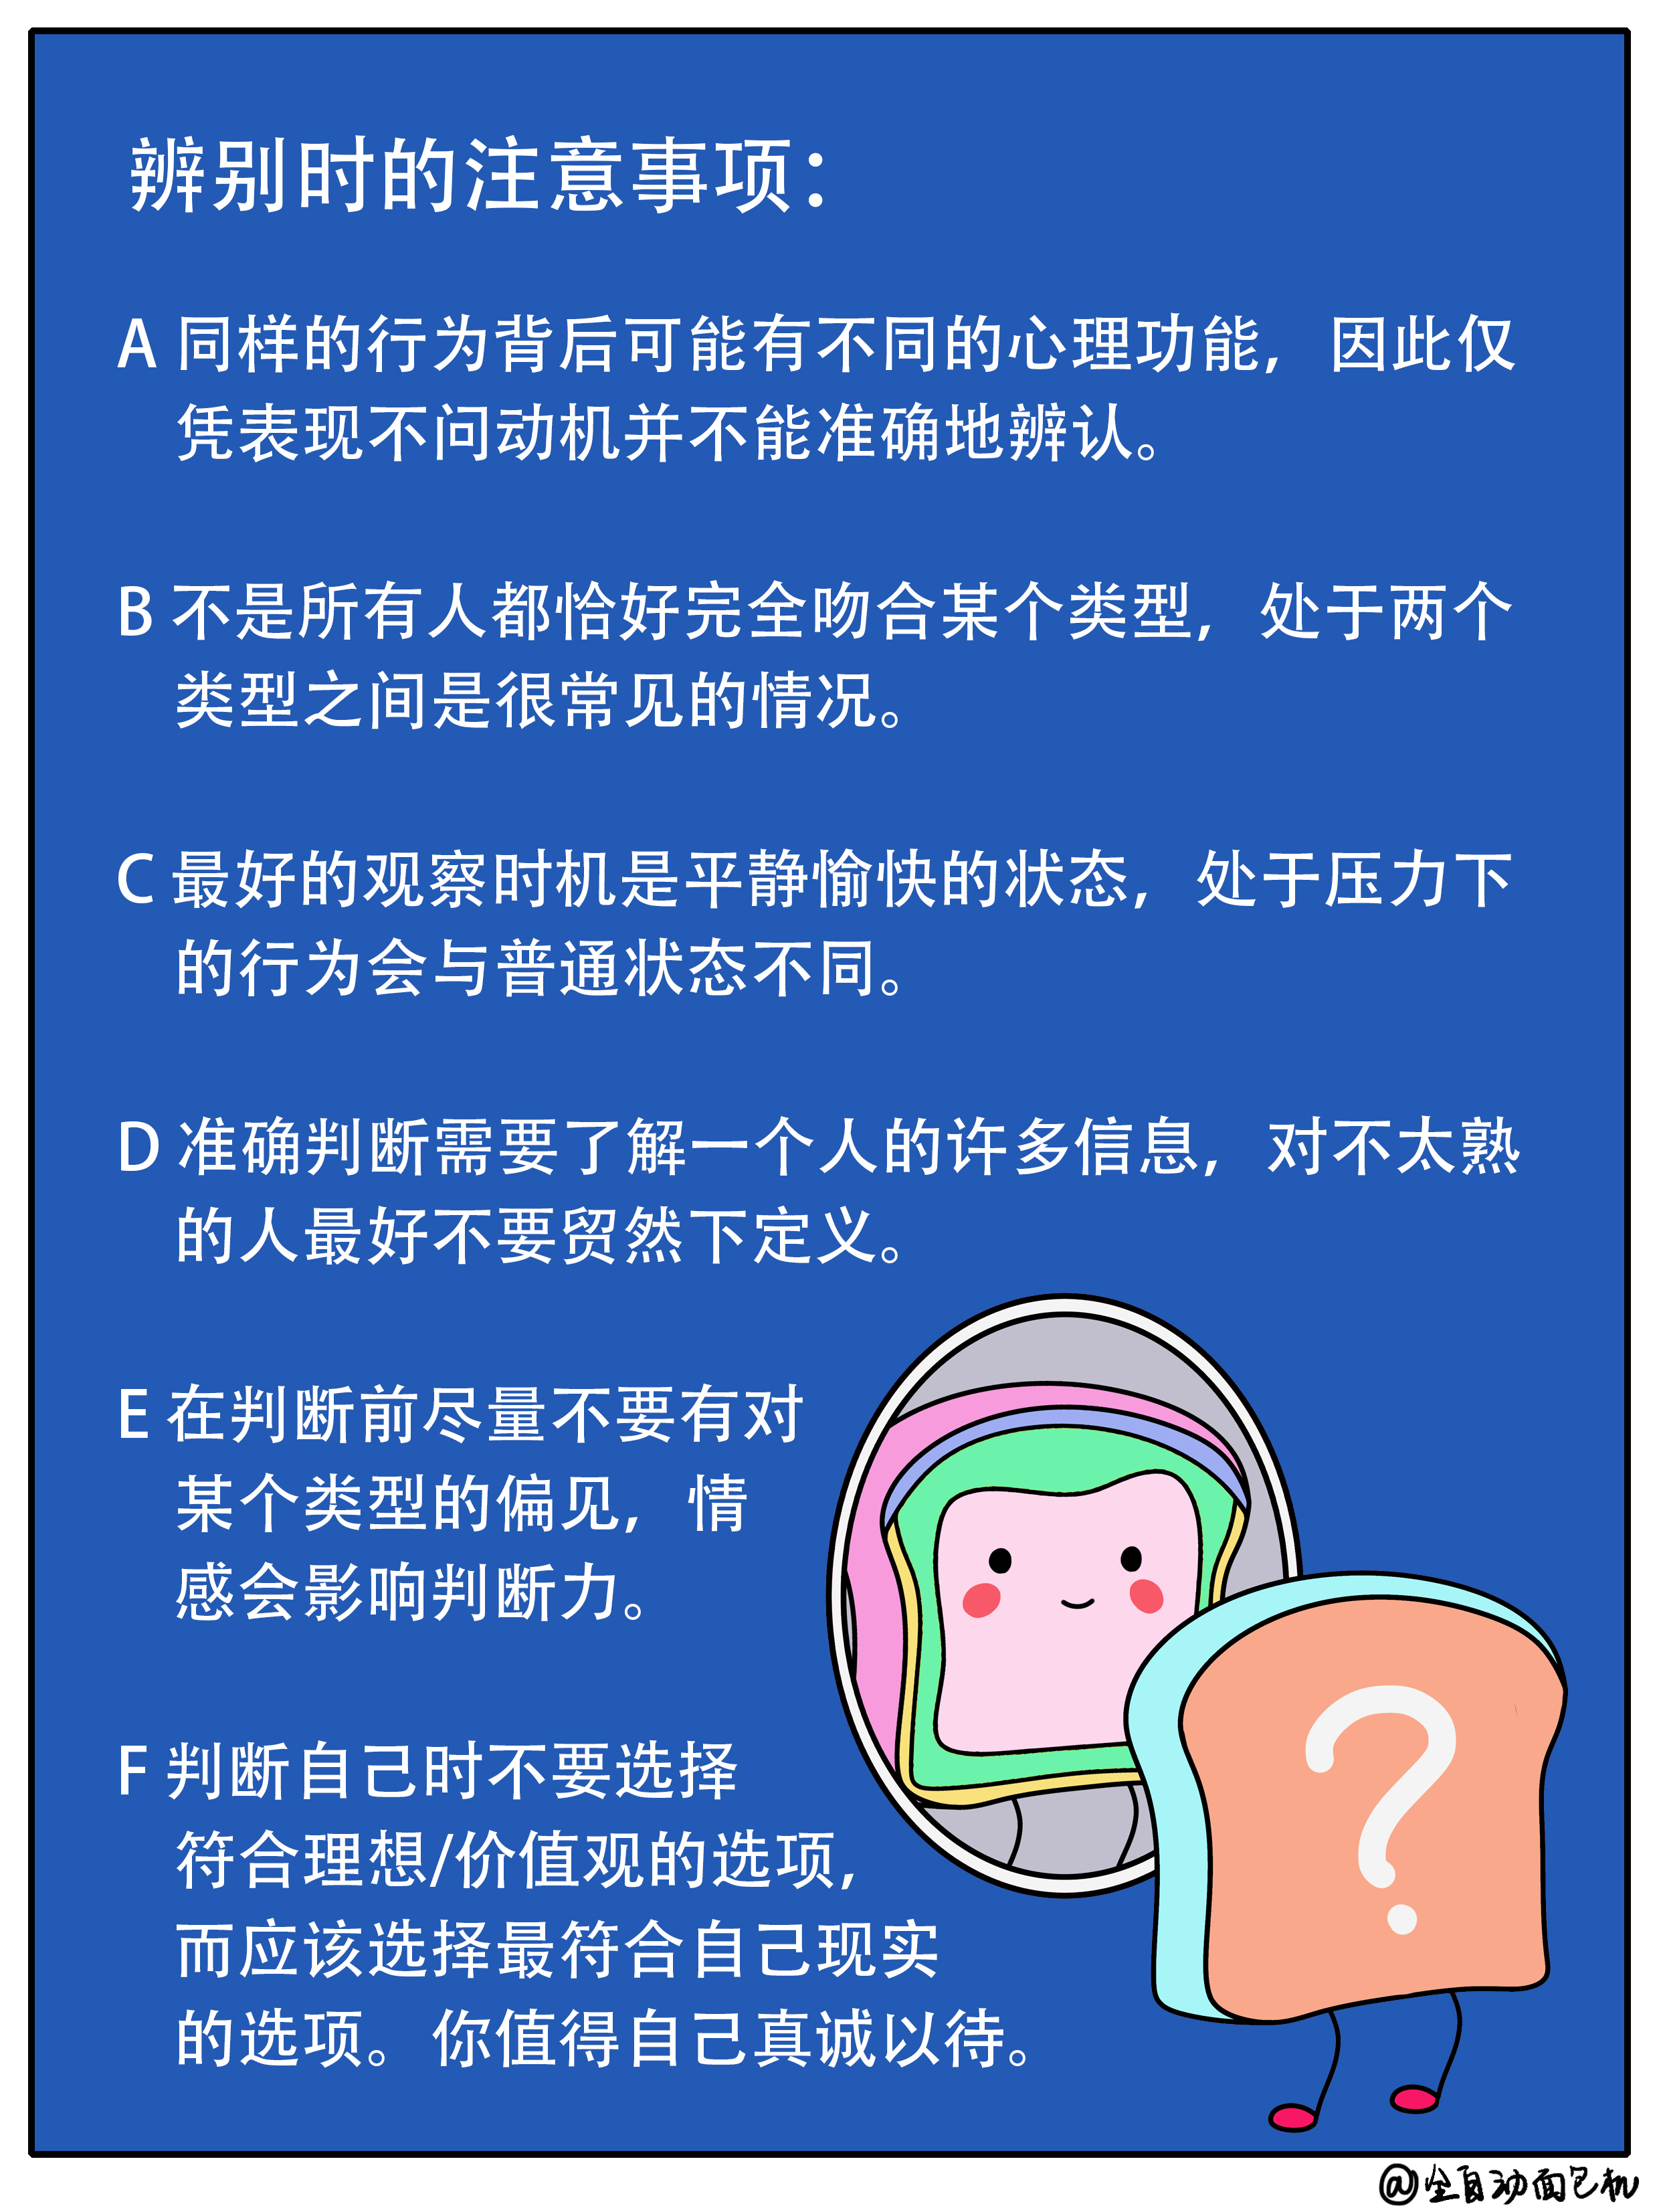 辨别时的注意事项：
A 同样的行为背后可能有不同的心理功能，因此仅
凭表现不问动机并不能准确地辨认。
B 不是所有人都恰好完全吻合某个类型，处于两个
类型之间是很常见的情况。
C 最好的观察时机是平静愉快的状态，处于压力下
的行为会与普通状态不同。
D 准确判断需要了解一个人的许多信息，对不太熟
的人最好不要贸然下定义。
E 在判断前尽量不要有对
某个类型的偏见，情
感会影响判断力。
F 判断自己时不要选择
符合理想/价值观的选项，
而应该选择最符合自己现实
的选项。你值得自己真诚以待。
?
@全自动面包机